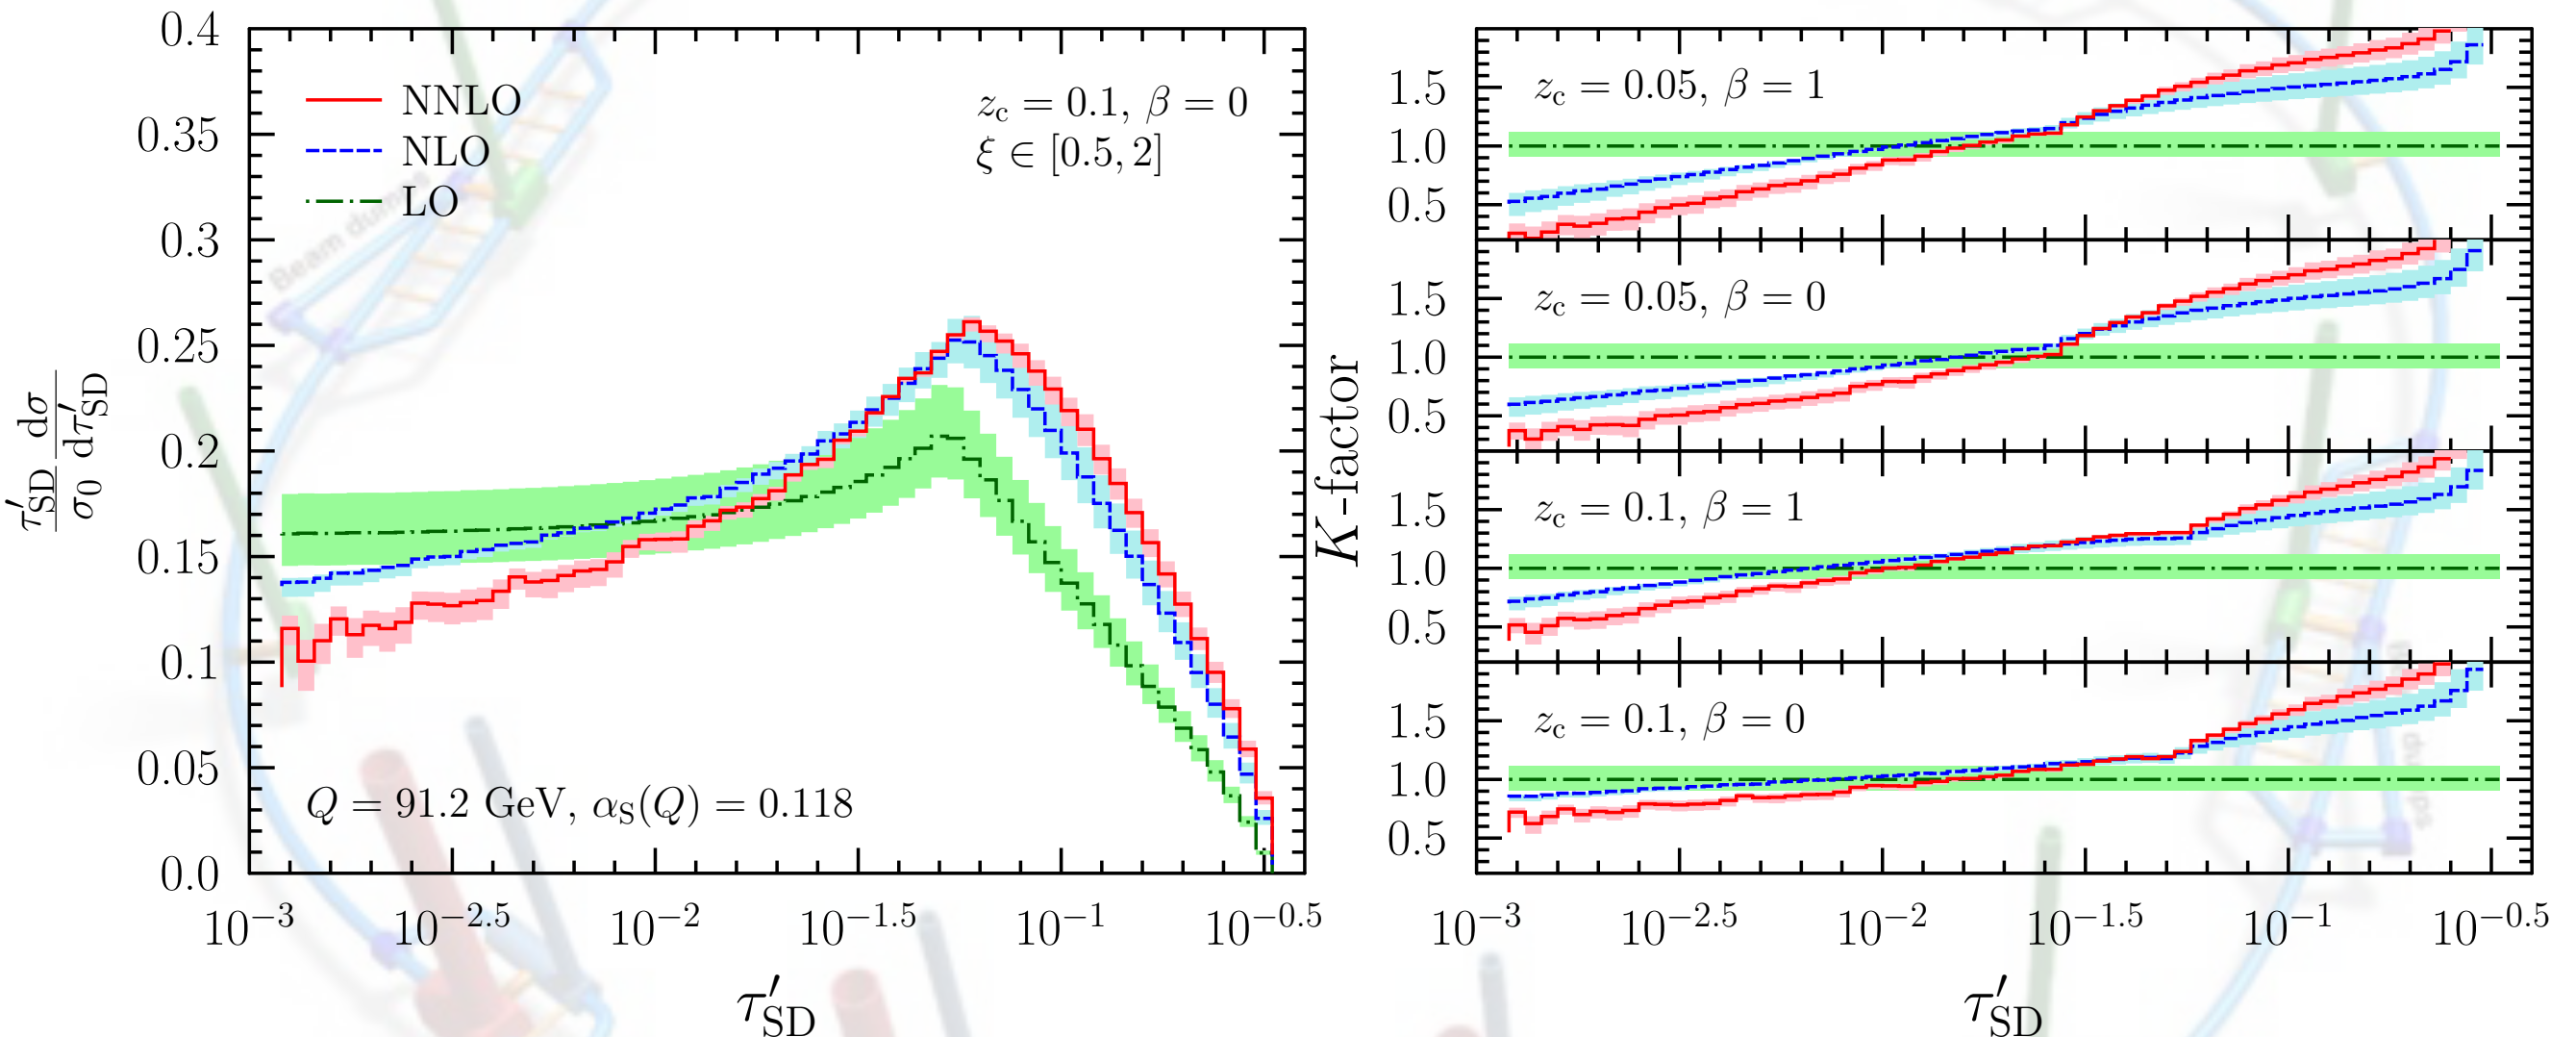 0.4
0.35
0.3
0.25
0.2
0.15
0.1
0.05
0.0
NNLO
NLO
LO
z_c = 0.1, β = 0
ξ ∈ [0.5, 2]
Q = 91.2 GeV, α_S(Q) = 0.118
τ′_SD/σ_0 dσ/dτ′_SD
10^−3 10^−2.5 10^−2 10^−1.5 10^−1 10^−0.5
τ′_SD
Beam dumps
K-factor
1.5
1.0
0.5
z_c = 0.05, β = 1
1.5
1.0
0.5
z_c = 0.05, β = 0
1.5
1.0
0.5
z_c = 0.1, β = 1
1.5
1.0
0.5
z_c = 0.1, β = 0
10^−3 10^−2.5 10^−2 10^−1.5 10^−1 10^−0.5
τ′_SD